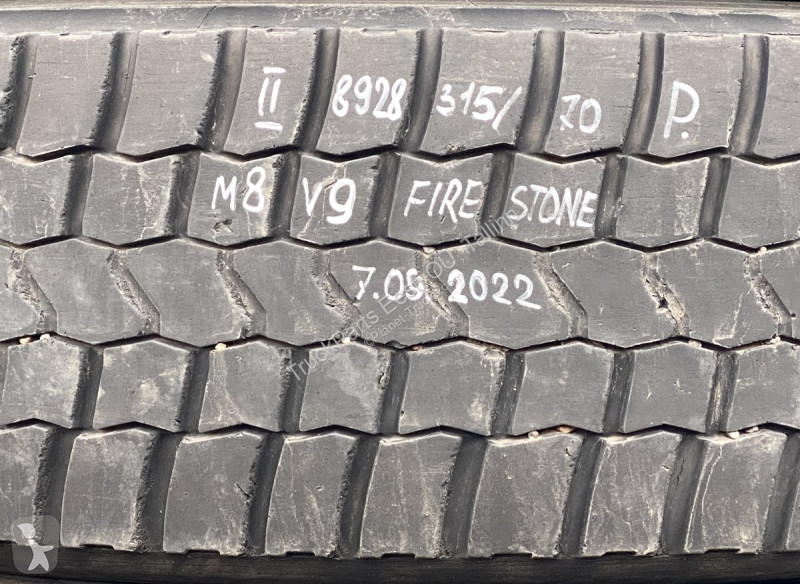 II 8928 315/ 70 P.
M8 V9 FIRE STONE
7.09.2022